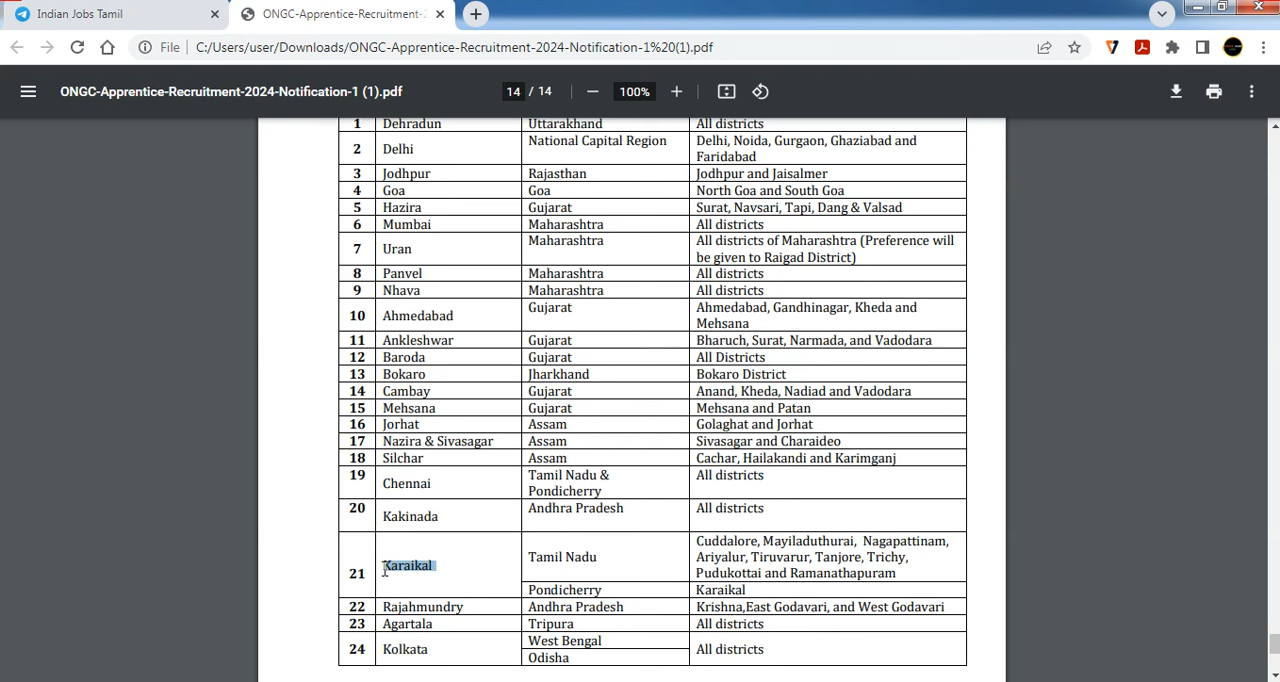 Indian Jobs Tamil
ONGC-Apprentice-Recruitment-2
File C:/Users/user/Downloads/ONGC-Apprentice-Recruitment-2024-Notification-1%20(1).pdf
ONGC-Apprentice-Recruitment-2024-Notification-1 (1).pdf 14 / 14 100%
1 Dehradun Uttarakhand All districts
2 Delhi National Capital Region Delhi, Noida, Gurgaon, Ghaziabad and
Faridabad
3 Jodhpur Rajasthan Jodhpur and Jaisalmer
4 Goa Goa North Goa and South Goa
5 Hazira Gujarat Surat, Navsari, Tapi, Dang & Valsad
6 Mumbai Maharashtra All districts
7 Uran Maharashtra All districts of Maharashtra (Preference will
be given to Raigad District)
8 Panvel Maharashtra All districts
9 Nhava Maharashtra All districts
10 Ahmedabad Gujarat Ahmedabad, Gandhinagar, Kheda and
Mehsana
11 Ankleshwar Gujarat Bharuch, Surat, Narmada, and Vadodara
12 Baroda Gujarat All Districts
13 Bokaro Jharkhand Bokaro District
14 Cambay Gujarat Anand, Kheda, Nadiad and Vadodara
15 Mehsana Gujarat Mehsana and Patan
16 Jorhat Assam Golaghat and Jorhat
17 Nazira & Sivasagar Assam Sivasagar and Charaideo
18 Silchar Assam Cachar, Hailakandi and Karimganj
19 Chennai Tamil Nadu & All districts
Pondicherry
20 Kakinada Andhra Pradesh All districts
21 Karaikal Tamil Nadu Cuddalore, Mayiladuthurai, Nagapattinam,
Ariyalur, Tiruvarur, Tanjore, Trichy,
Pudukottai and Ramanathapuram
Pondicherry Karaikal
22 Rajahmundry Andhra Pradesh Krishna,East Godavari, and West Godavari
23 Agartala Tripura All districts
24 Kolkata West Bengal All districts
Odisha